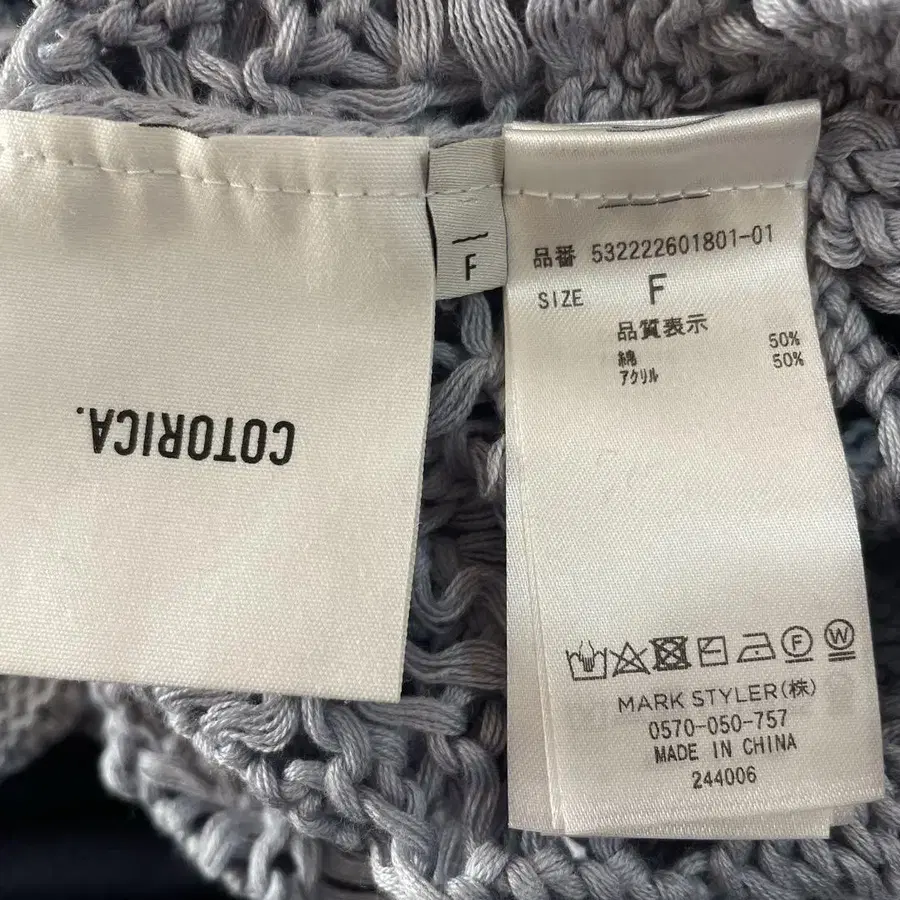 COTORICA.
F
品番 532222601801-01
SIZE F
品質表示
綿 50%
アクリル 50%
F W
MARK STYLER(株)
0570-050-757
MADE IN CHINA
244006